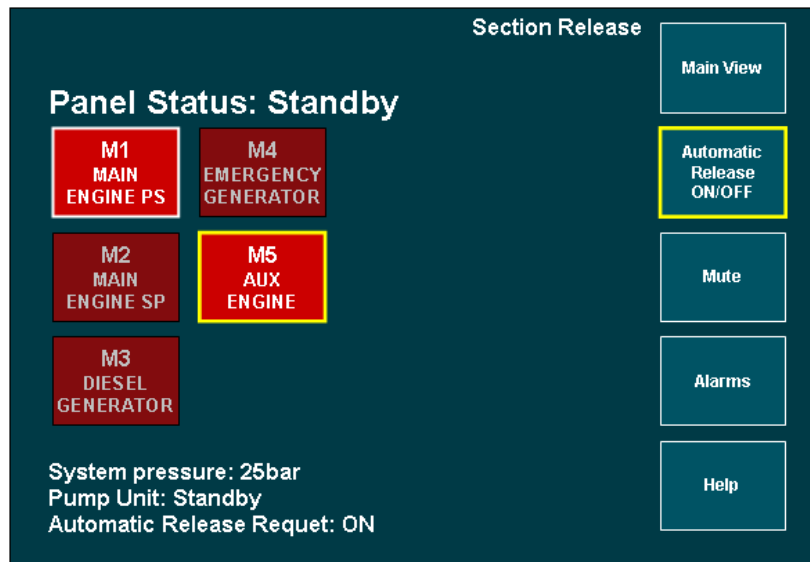 Section Release
Panel Status: Standby
M1
MAIN
ENGINE PS
M4
EMERGENCY
GENERATOR
M2
MAIN
ENGINE SP
M5
AUX
ENGINE
M3
DIESEL
GENERATOR
System pressure: 25bar
Pump Unit: Standby
Automatic Release Requet: ON
Main View
Automatic
Release
ON/OFF
Mute
Alarms
Help